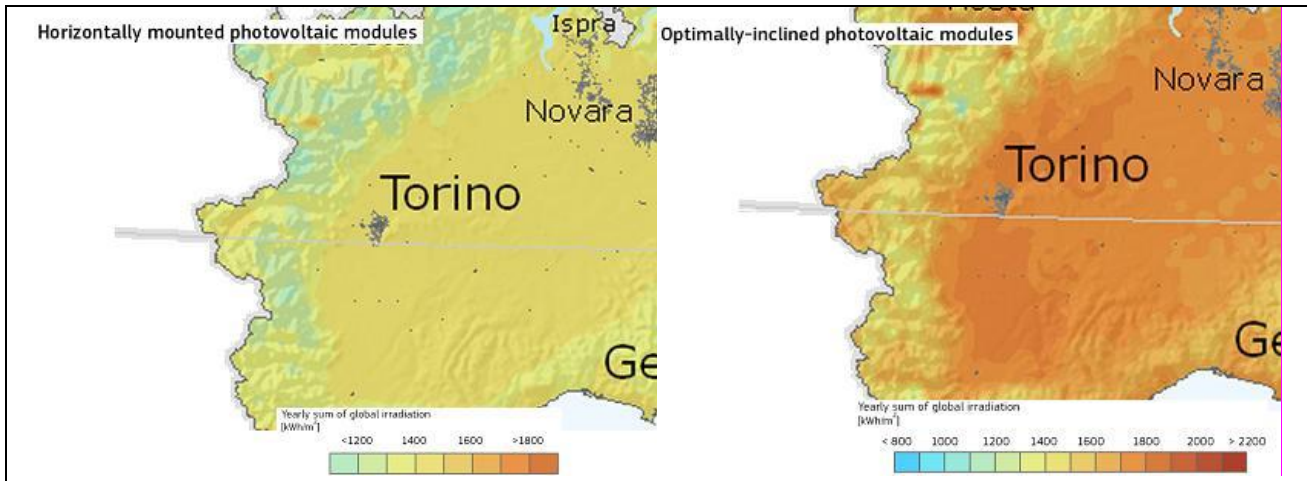 Horizontally mounted photovoltaic modules
Ispra
Novara
Torino
Ge
Yearly sum of global irradiation
[kWh/m²]
<1200 1400 1600 >1800
Optimally-inclined photovoltaic modules
Novara
Torino
Ge
Yearly sum of global irradiation
[kWh/m²]
< 800 1000 1200 1400 1600 1800 2000 > 2200